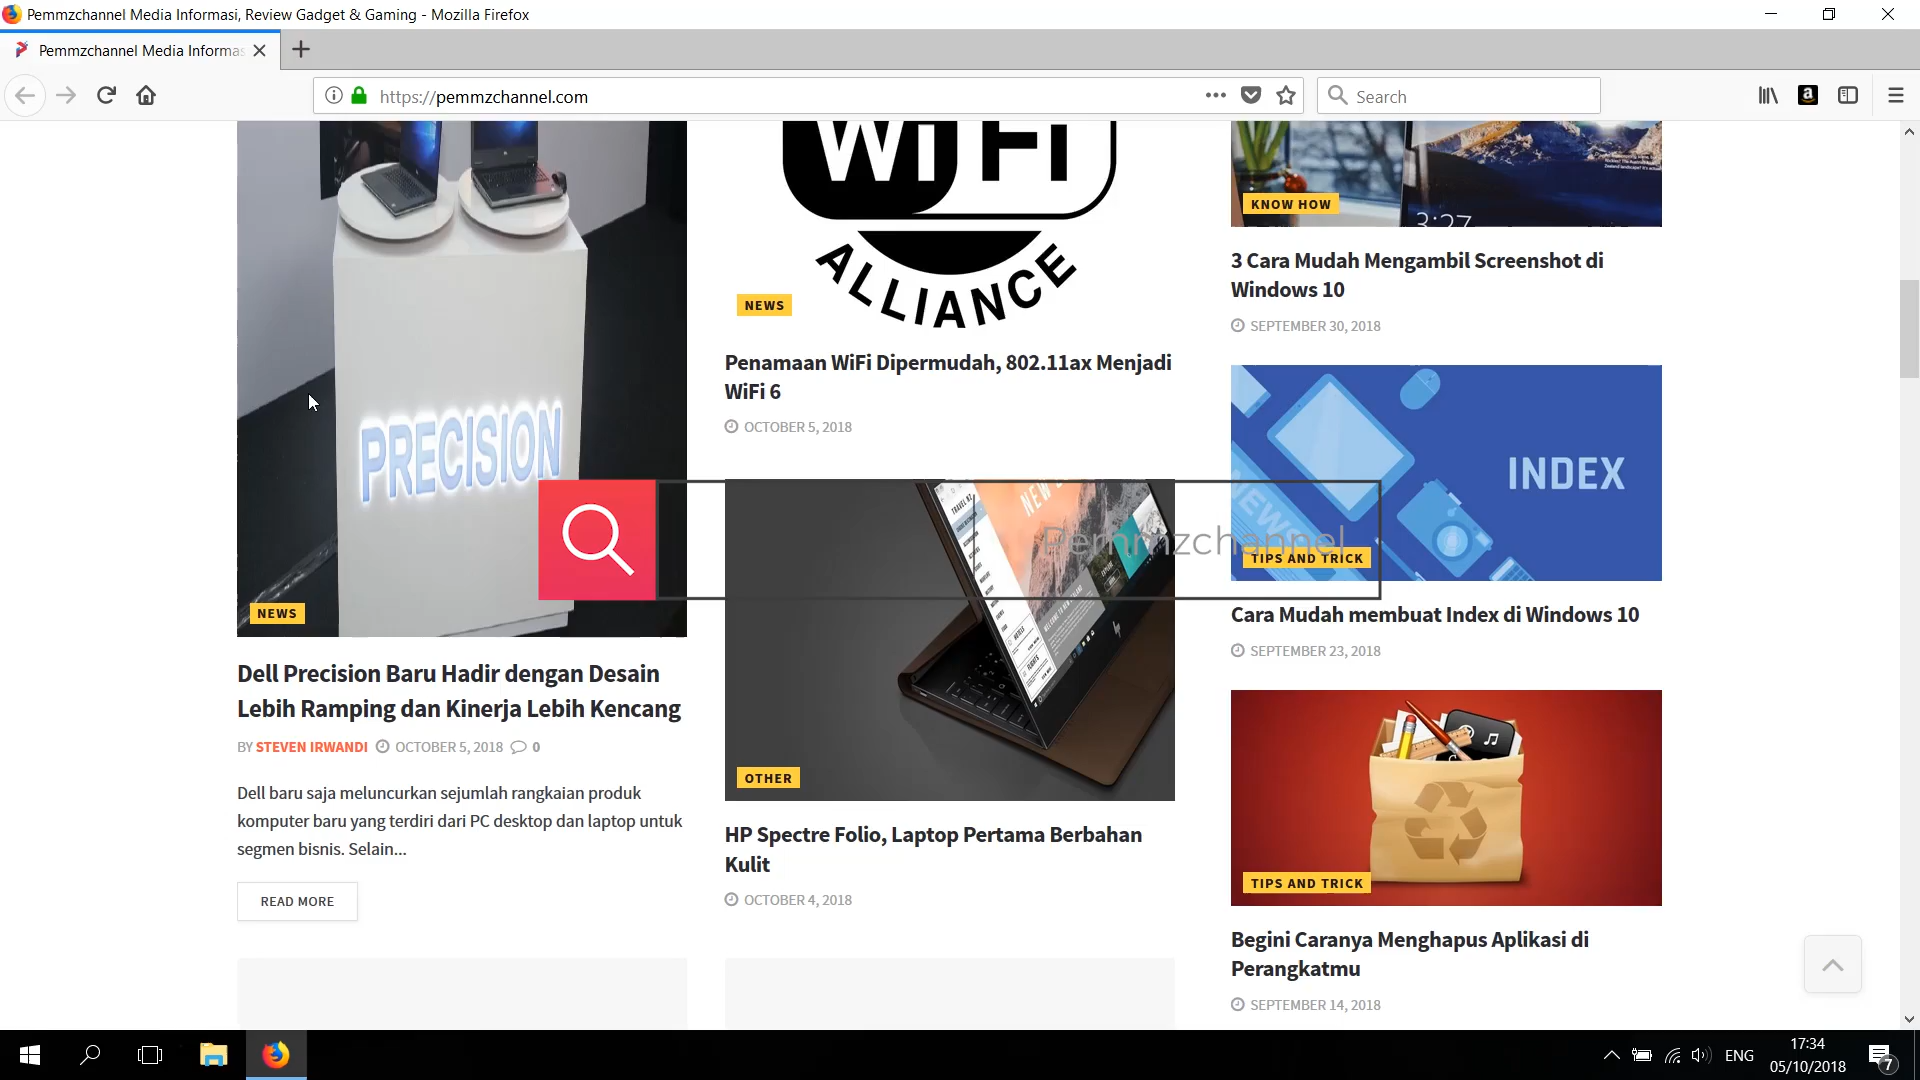 Pemmzchannel Media Informasi, Review Gadget & Gaming - Mozilla Firefox
Pemmzchannel Media Informas
https://pemmzchannel.com
Search
WiFi
ALLIANCE
NEWS
Penamaan WiFi Dipermudah, 802.11ax Menjadi
WiFi 6
OCTOBER 5, 2018
3:27
KNOW HOW
3 Cara Mudah Mengambil Screenshot di
Windows 10
SEPTEMBER 30, 2018
PRECISION
NEWS
Dell Precision Baru Hadir dengan Desain
Lebih Ramping dan Kinerja Lebih Kencang
BY STEVEN IRWANDI OCTOBER 5, 2018 0
Dell baru saja meluncurkan sejumlah rangkaian produk
komputer baru yang terdiri dari PC desktop dan laptop untuk
segmen bisnis. Selain...
READ MORE
Pemmzchannel
OTHER
HP Spectre Folio, Laptop Pertama Berbahan
Kulit
OCTOBER 4, 2018
INDEX
NEWS
TIPS AND TRICK
Cara Mudah membuat Index di Windows 10
SEPTEMBER 23, 2018
TIPS AND TRICK
Begini Caranya Menghapus Aplikasi di
Perangkatmu
SEPTEMBER 14, 2018
ENG
17:34
05/10/2018
7